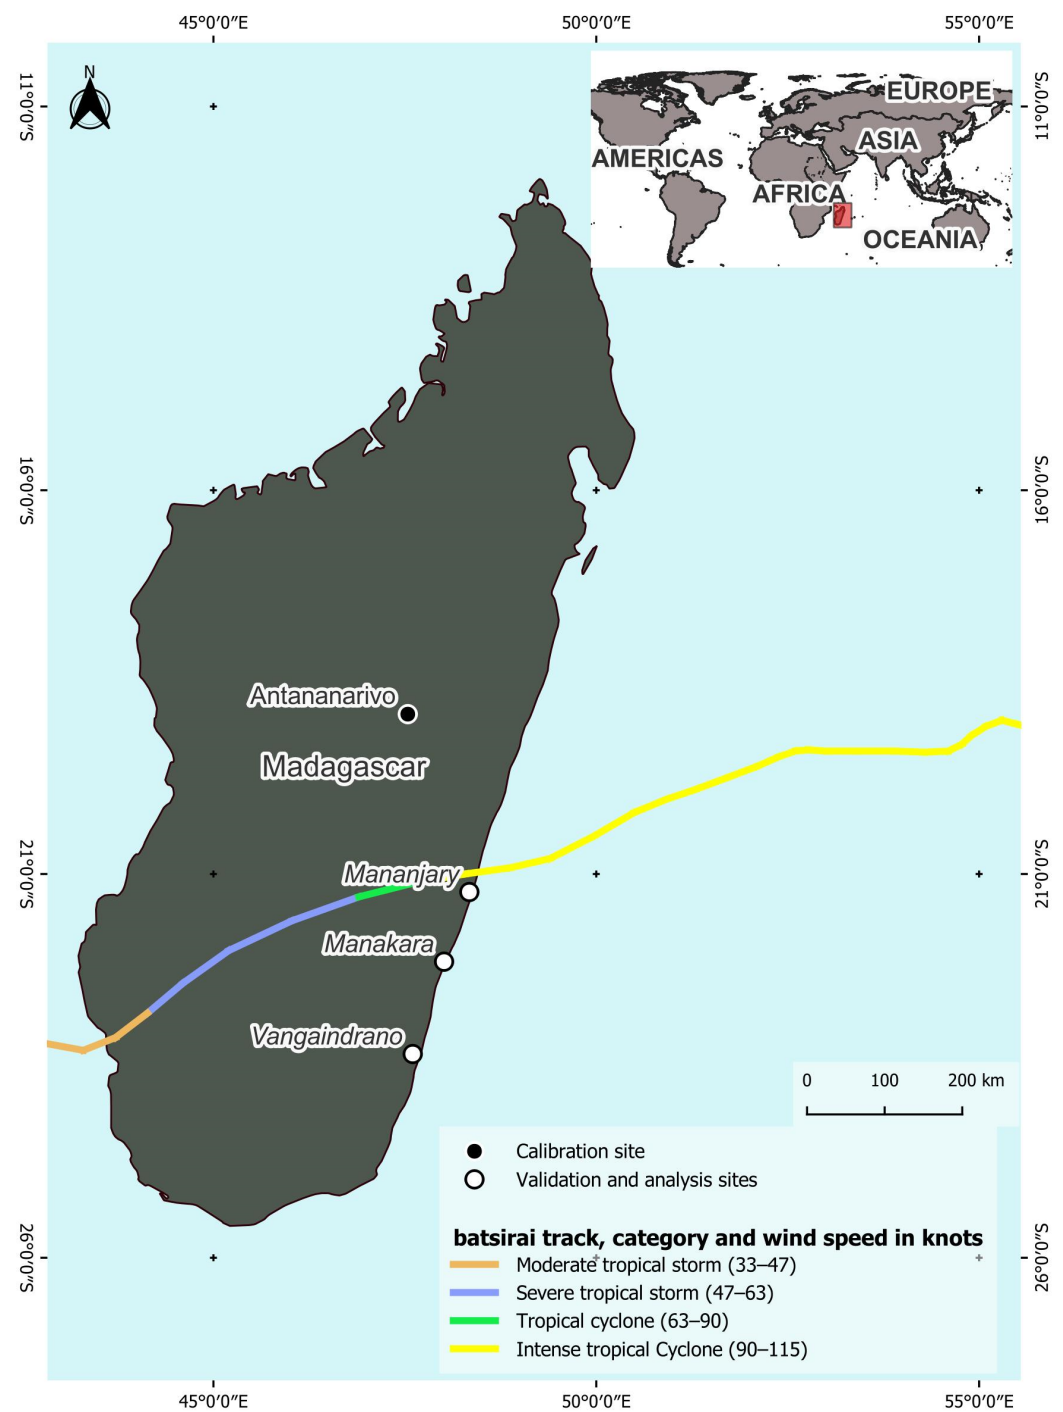 45°0′0″E 50°0′0″E 55°0′0″E
N
11°0′0″S
11°0′0″S
EUROPE
ASIA
AMERICAS
AFRICA
OCEANIA
16°0′0″S
16°0′0″S
Antananarivo
Madagascar
21°0′0″S
21°0′0″S
Mananjary
Manakara
Vangaindrano
0 100 200 km
Calibration site
Validation and analysis sites
batsirai track, category and wind speed in knots
26°0′0″S
26°0′0″S
Moderate tropical storm (33–47)
Severe tropical storm (47–63)
Tropical cyclone (63–90)
Intense tropical Cyclone (90–115)
45°0′0″E 50°0′0″E 55°0′0″E